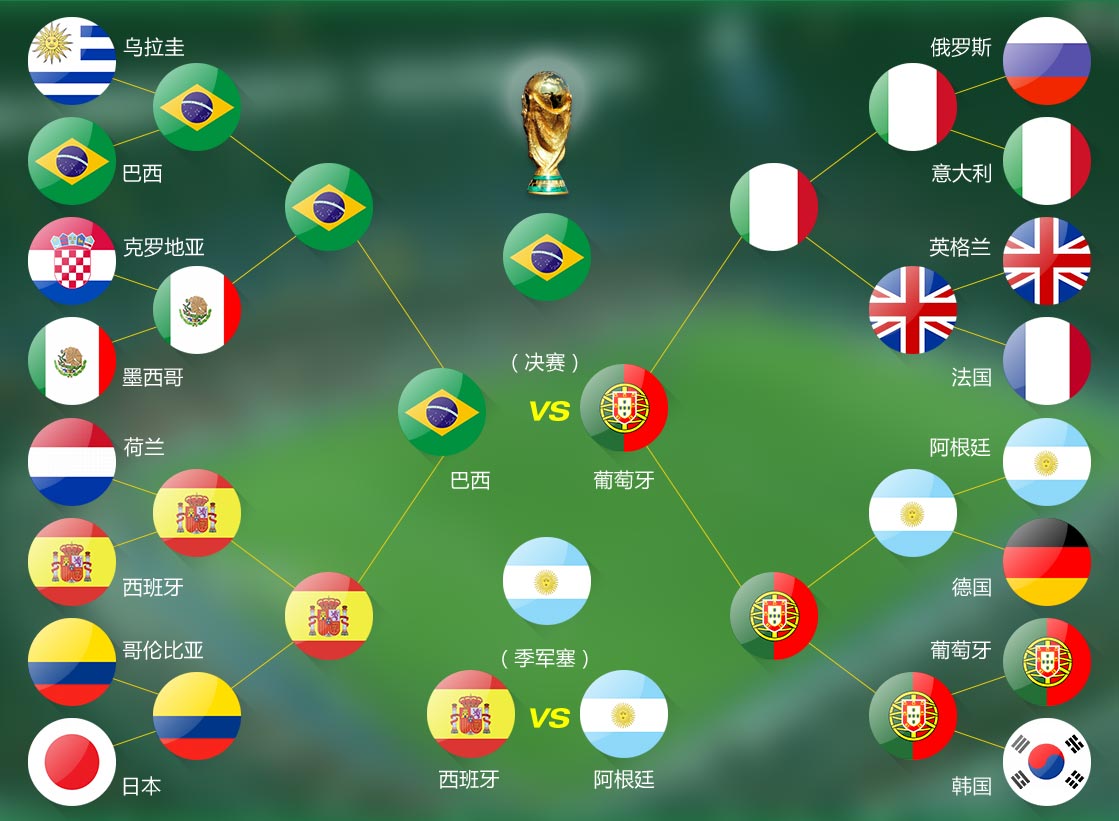 乌拉圭
俄罗斯
巴西
意大利
克罗地亚
英格兰
墨西哥
法国
（决赛）
VS
巴西
葡萄牙
荷兰
阿根廷
西班牙
德国
哥伦比亚
葡萄牙
（季军塞）
VS
西班牙
阿根廷
日本
韩国